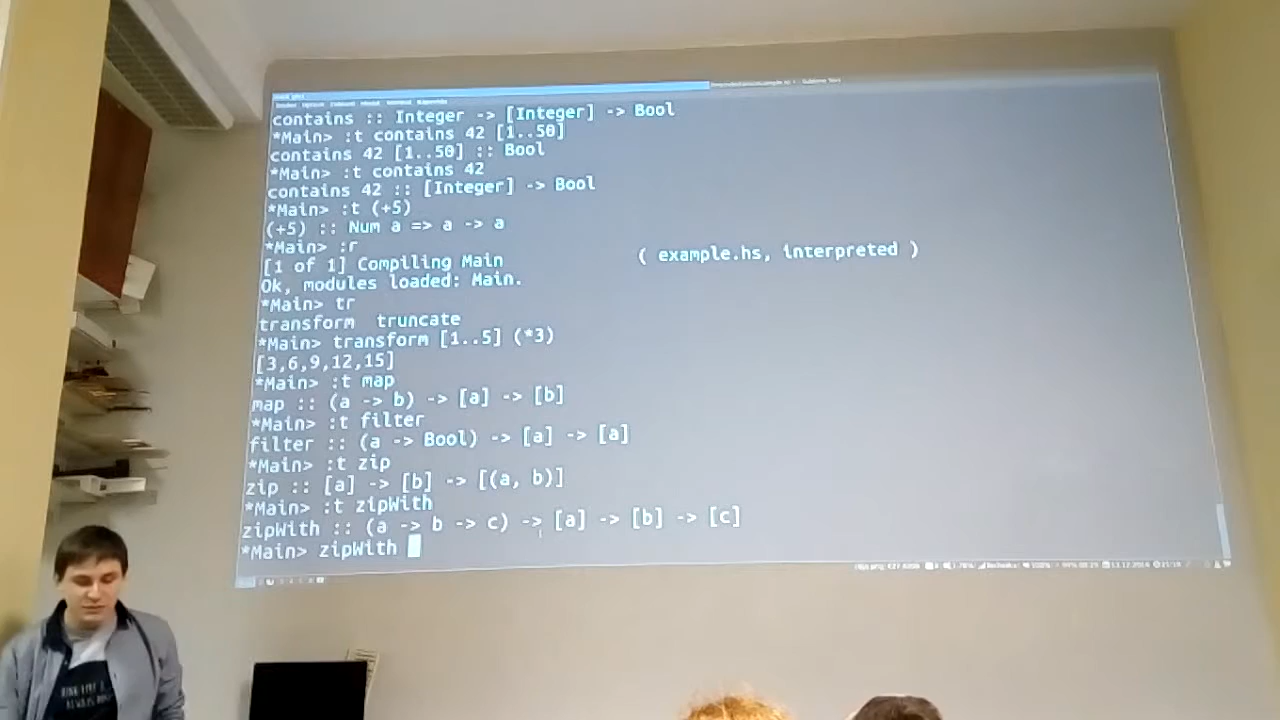 contains :: Integer -> [Integer] -> Bool
*Main> :t contains 42 [1..50]
contains 42 [1..50] :: Bool
*Main> :t contains 42
contains 42 :: [Integer] -> Bool
*Main> :t (+5)
(+5) :: Num a => a -> a
*Main> :r
[1 of 1] Compiling Main ( example.hs, interpreted )
Ok, modules loaded: Main.
*Main> tr
transform truncate
*Main> transform [1..5] (*3)
[3,6,9,12,15]
*Main> :t map
map :: (a -> b) -> [a] -> [b]
*Main> :t filter
filter :: (a -> Bool) -> [a] -> [a]
*Main> :t zip
zip :: [a] -> [b] -> [(a, b)]
*Main> :t zipWith
zipWith :: (a -> b -> c) -> [a] -> [b] -> [c]
*Main> zipWith